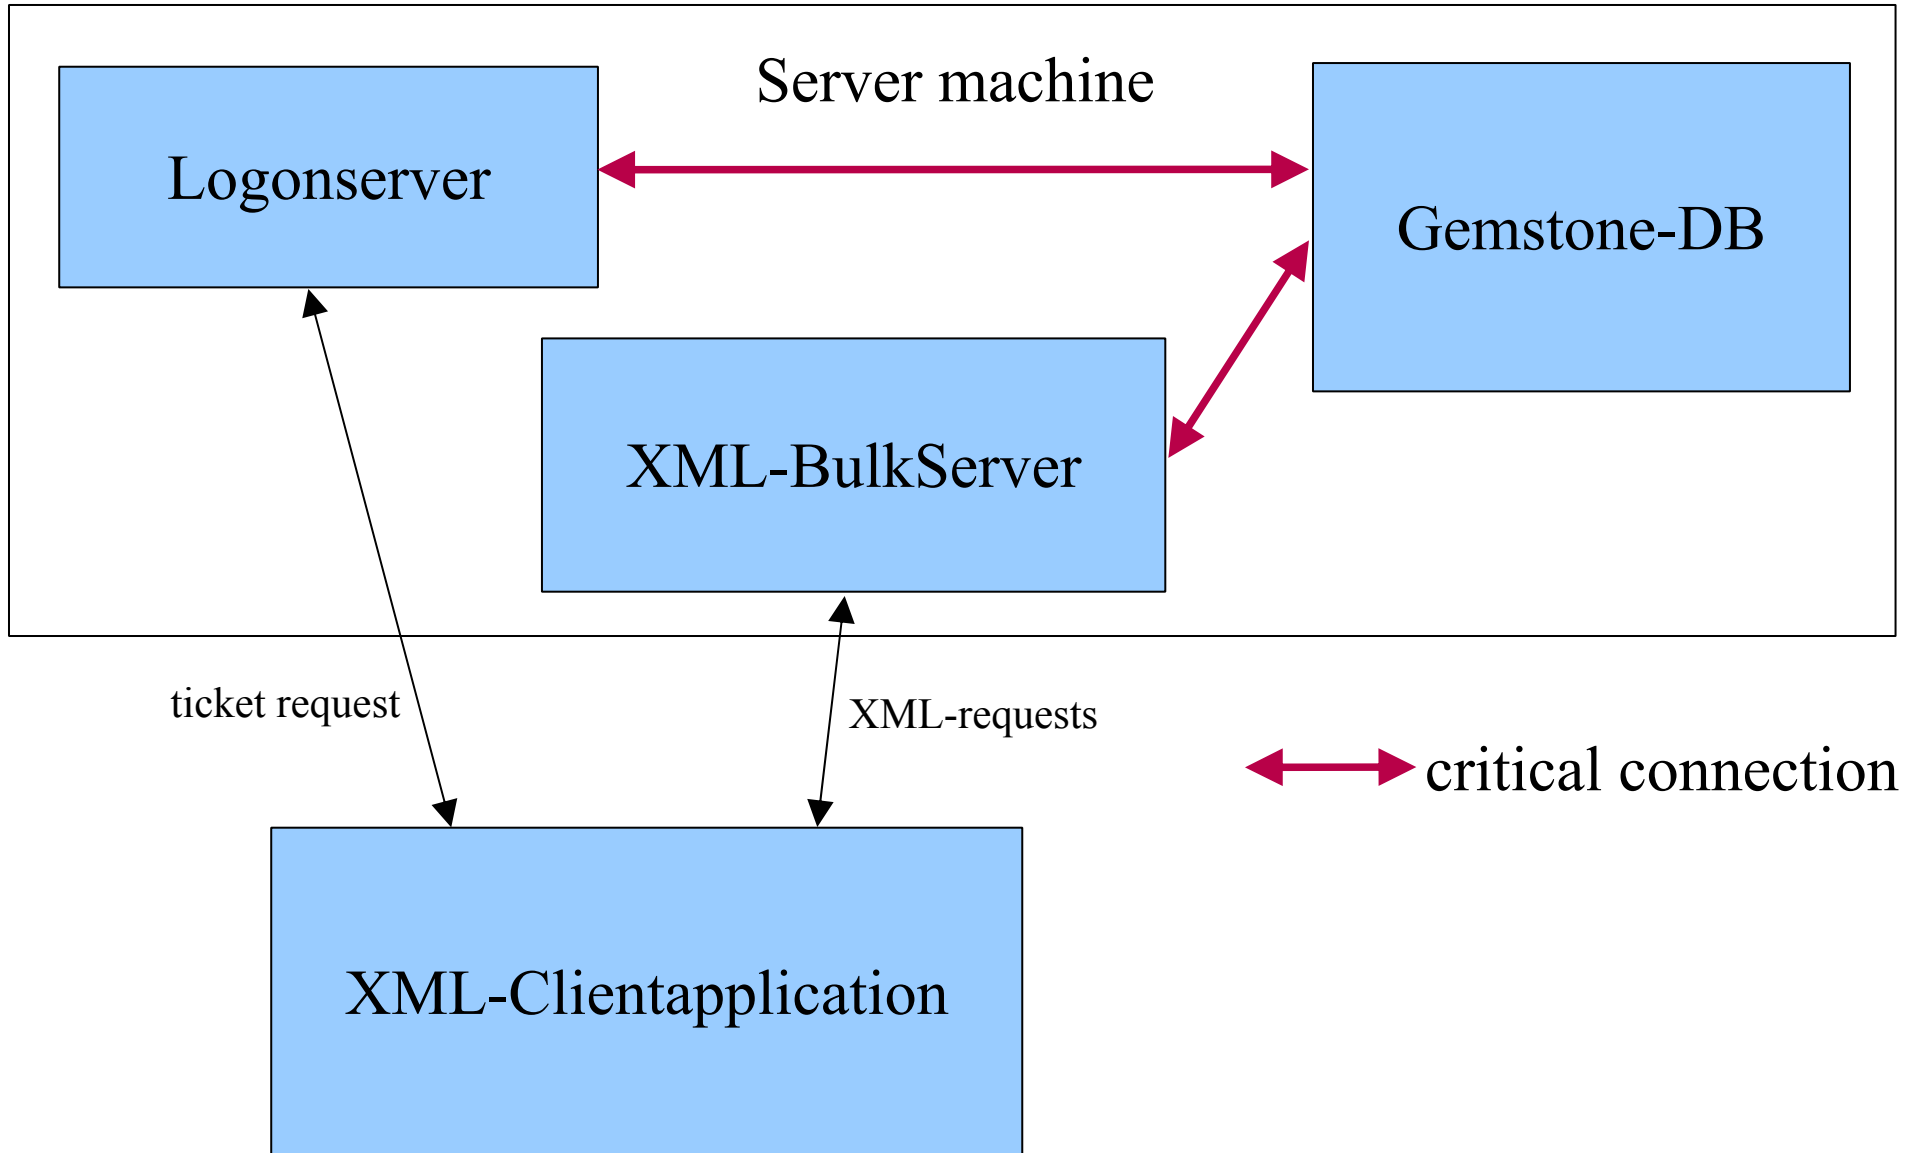 Server machine
Logonserver
Gemstone-DB
XML-BulkServer
ticket request
XML-requests
critical connection
XML-Clientapplication